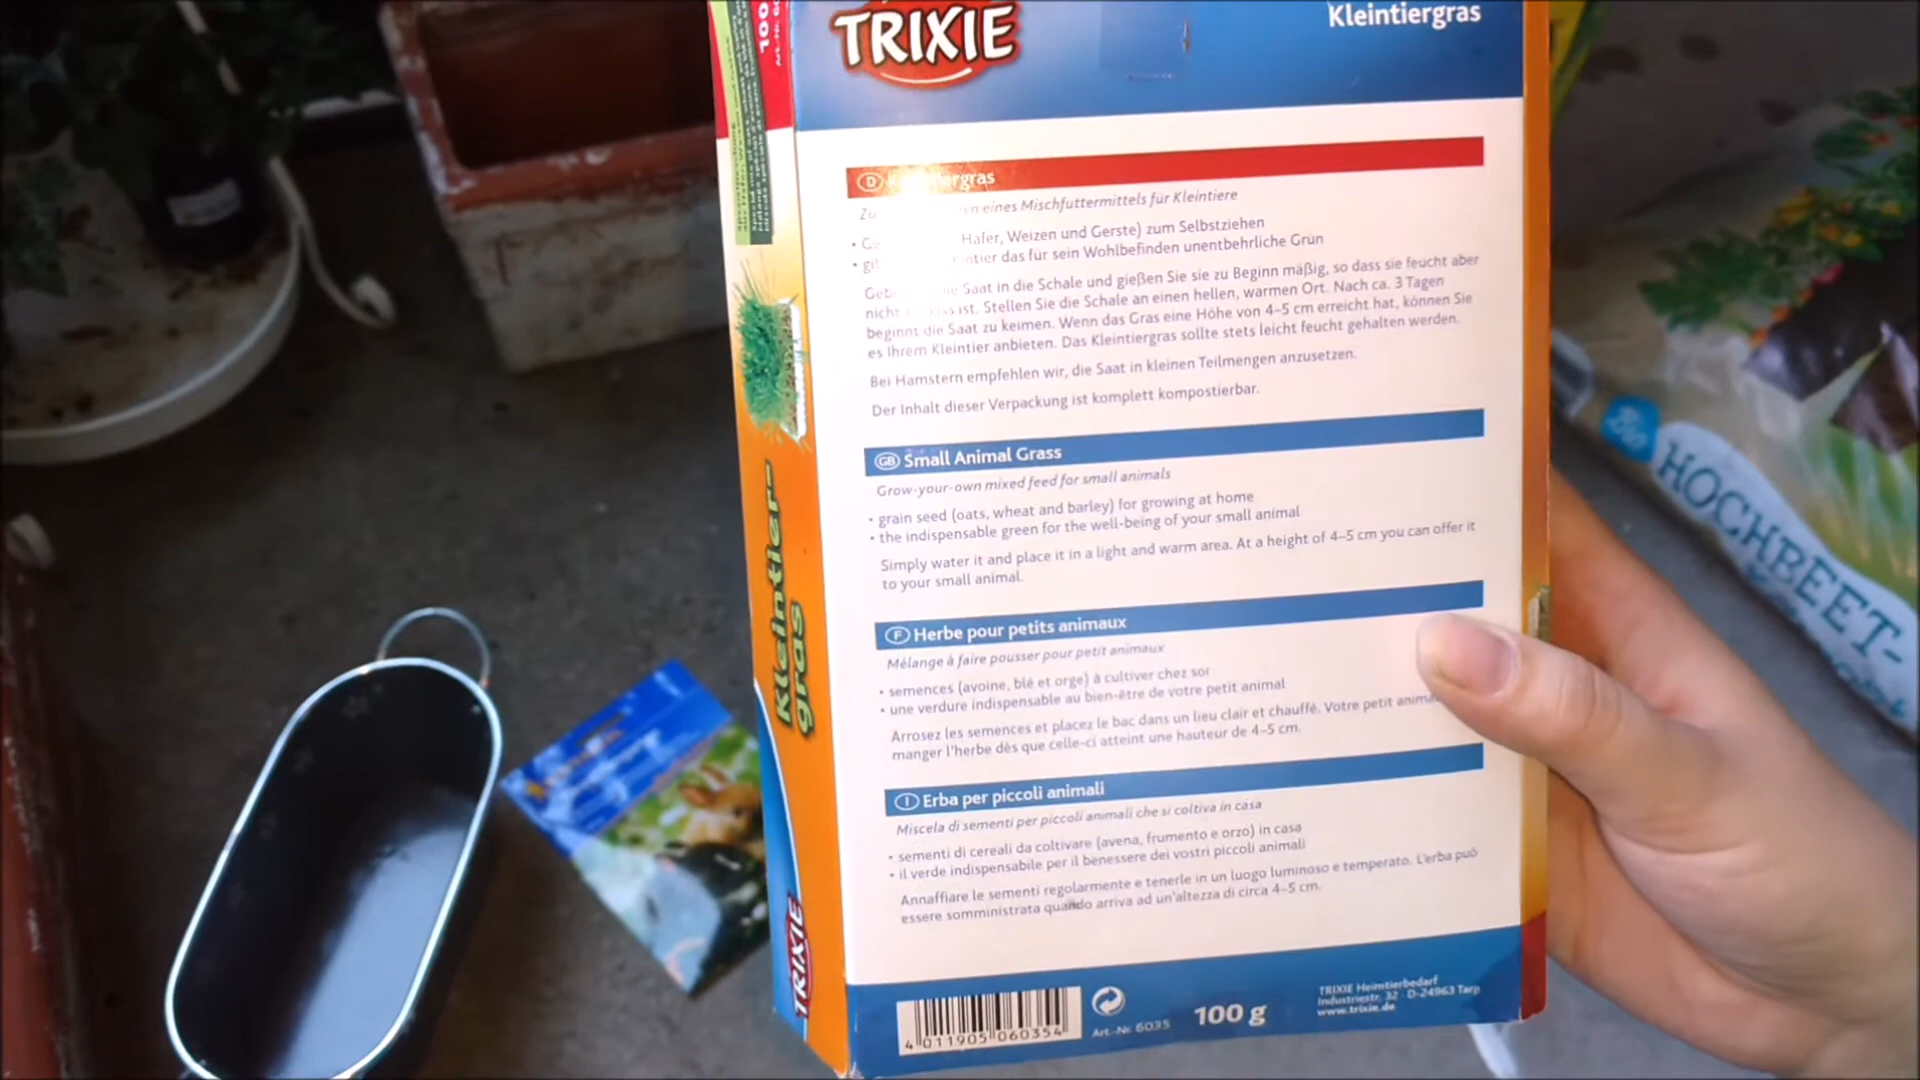 TRIXIE
Kleintiergras
100
D
eines Mischfuttermittels für Kleintiere
Hafer, Weizen und Gerste) zum Selbstziehen
das für sein Wohlbefinden unentbehrliche Grün
Saat in die Schale und gießen Sie sie zu Beginn mäßig, so dass sie feucht aber
nicht ist. Stellen Sie die Schale an einen hellen, warmen Ort. Nach ca. 3 Tagen
beginnt die Saat zu keimen. Wenn das Gras eine Höhe von 4-5 cm erreicht hat, können Sie
es Ihrem Kleintier anbieten. Das Kleintiergras sollte stets leicht feucht gehalten werden.
Bei Hamstern empfehlen wir, die Saat in kleinen Teilmengen anzusetzen.
Der Inhalt dieser Verpackung ist komplett kompostierbar.
GB Small Animal Grass
Grow-your-own mixed feed for small animals
• grain seed (oats, wheat and barley) for growing at home
• the indispensable green for the well-being of your small animal
Simply water it and place it in a light and warm area. At a height of 4-5 cm you can offer it
to your small animal.
F Herbe pour petits animaux
Mélange à faire pousser pour petit animaux
• semences (avoine, blé et orge) à cultiver chez soi
• une verdure indispensable au bien-être de votre petit animal
Arrosez les semences et placez le bac dans un lieu clair et chauffé. Votre petit
manger l'herbe dès que celle-ci atteint une hauteur de 4-5 cm.
I Erba per piccoli animali
Miscela di sementi per piccoli animali che si coltiva in casa
• sementi di cereali da coltivare (avena, frumento e orzo) in casa
• il verde indispensabile per il benessere dei vostri piccoli animali
Annaffiare le sementi regolarmente e tenerle in un luogo luminoso e temperato. L'erba può
essere somministrata quando arriva ad un'altezza di circa 4-5 cm.
4 011905 060354
Art.-Nr. 6035
100 g
TRIXIE Heimtierbedarf
Industriestr. 32 · D-24963 Tarp
www.trixie.de
Kleintier-
gras
TRIXIE
Bio
HOCHBEET-